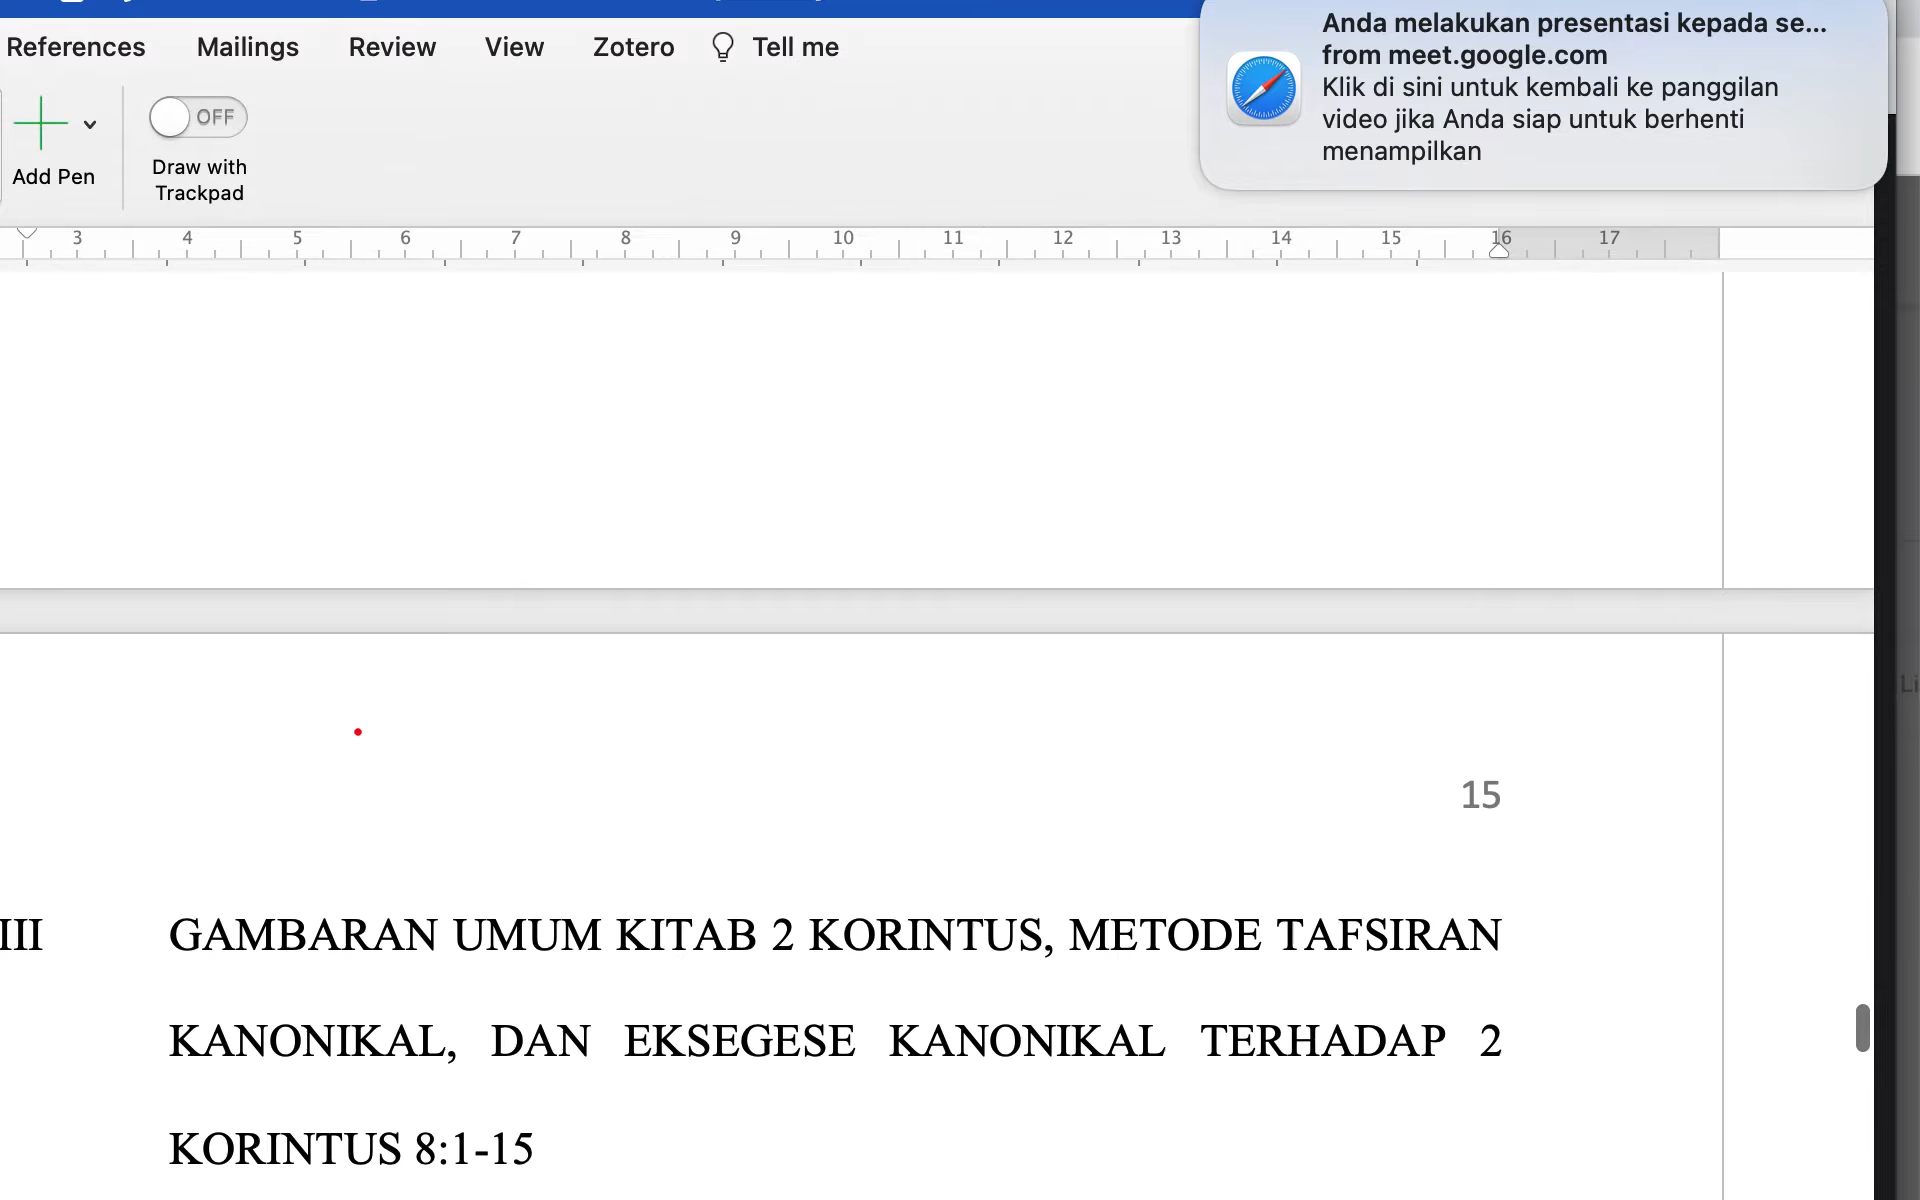 References Mailings Review View Zotero Tell me
Anda melakukan presentasi kepada se...
from meet.google.com
Klik di sini untuk kembali ke panggilan
video jika Anda siap untuk berhenti
menampilkan
OFF
Add Pen
Draw with
Trackpad
3 4 5 6 7 8 9 10 11 12 13 14 15 16 17
Li
15
III GAMBARAN UMUM KITAB 2 KORINTUS, METODE TAFSIRAN
KANONIKAL, DAN EKSEGESE KANONIKAL TERHADAP 2
KORINTUS 8:1-15